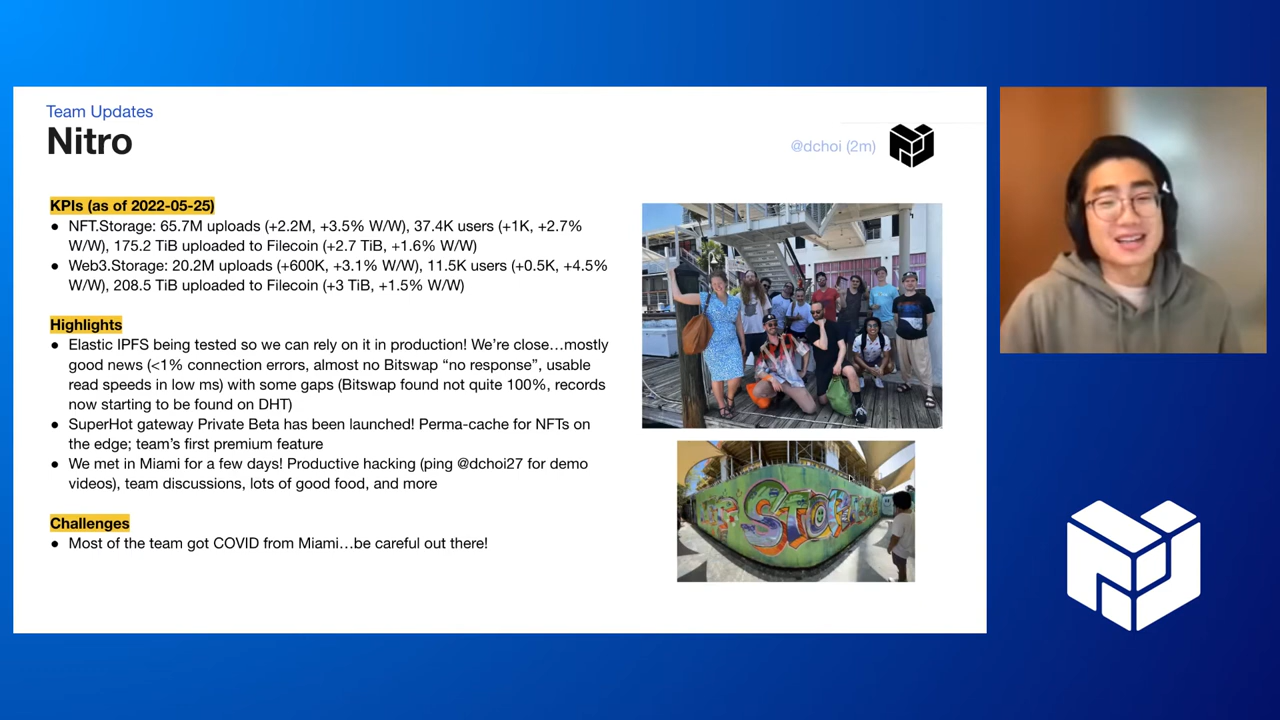 Team Updates
Nitro
@dchoi (2m)
KPIs (as of 2022-05-25)
● NFT.Storage: 65.7M uploads (+2.2M, +3.5% W/W), 37.4K users (+1K, +2.7%
W/W), 175.2 TiB uploaded to Filecoin (+2.7 TiB, +1.6% W/W)
● Web3.Storage: 20.2M uploads (+600K, +3.1% W/W), 11.5K users (+0.5K, +4.5%
W/W), 208.5 TiB uploaded to Filecoin (+3 TiB, +1.5% W/W)
Highlights
● Elastic IPFS being tested so we can rely on it in production! We’re close…mostly
good news (<1% connection errors, almost no Bitswap “no response”, usable
read speeds in low ms) with some gaps (Bitswap found not quite 100%, records
now starting to be found on DHT)
● SuperHot gateway Private Beta has been launched! Perma-cache for NFTs on
the edge; team’s first premium feature
● We met in Miami for a few days! Productive hacking (ping @dchoi27 for demo
videos), team discussions, lots of good food, and more
Challenges
● Most of the team got COVID from Miami…be careful out there!